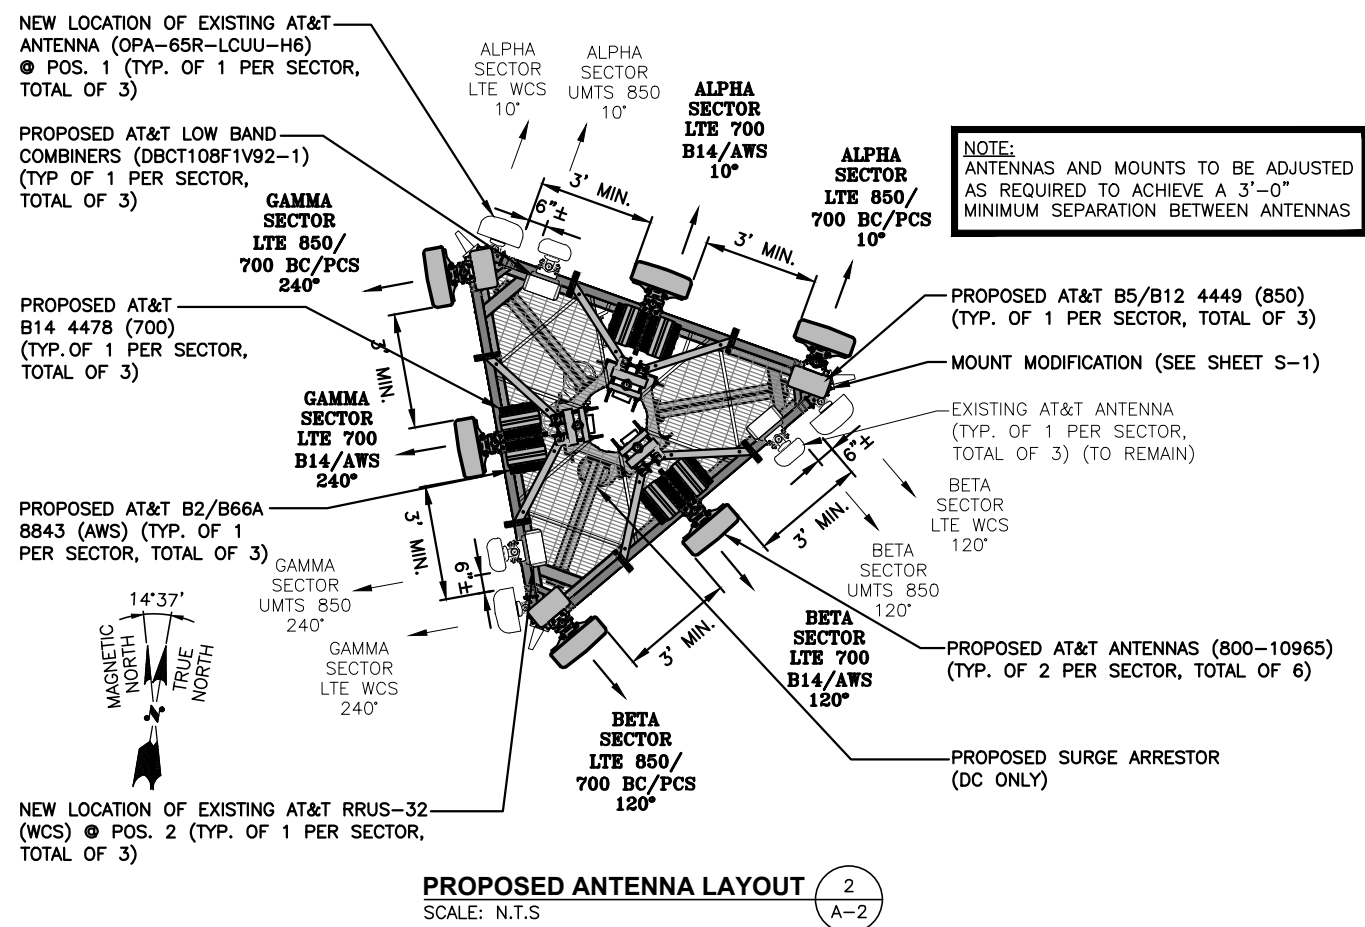 NEW LOCATION OF EXISTING AT&T
ANTENNA (OPA-65R-LCUU-H6)
@ POS. 1 (TYP. OF 1 PER SECTOR,
TOTAL OF 3)
PROPOSED AT&T LOW BAND
COMBINERS (DBCT108F1V92-1)
(TYP OF 1 PER SECTOR,
TOTAL OF 3)
GAMMA
SECTOR
LTE 850/
700 BC/PCS
240°
ALPHA
SECTOR
LTE WCS
10°
ALPHA
SECTOR
UMTS 850
10°
ALPHA
SECTOR
LTE 700
B14/AWS
10°
ALPHA
SECTOR
LTE 850/
700 BC/PCS
10°
NOTE:
ANTENNAS AND MOUNTS TO BE ADJUSTED
AS REQUIRED TO ACHIEVE A 3'-0"
MINIMUM SEPARATION BETWEEN ANTENNAS
3' MIN.
6"±
3' MIN.
PROPOSED AT&T
B14 4478 (700)
(TYP.OF 1 PER SECTOR,
TOTAL OF 3)
3' MIN.
GAMMA
SECTOR
LTE 700
B14/AWS
240°
PROPOSED AT&T B5/B12 4449 (850)
(TYP. OF 1 PER SECTOR, TOTAL OF 3)
MOUNT MODIFICATION (SEE SHEET S-1)
EXISTING AT&T ANTENNA
(TYP. OF 1 PER SECTOR,
TOTAL OF 3) (TO REMAIN)
6"±
3' MIN.
BETA
SECTOR
LTE WCS
120°
BETA
SECTOR
UMTS 850
120°
PROPOSED AT&T B2/B66A
8843 (AWS) (TYP. OF 1
PER SECTOR, TOTAL OF 3)
3' MIN.
6"±
GAMMA
SECTOR
UMTS 850
240°
GAMMA
SECTOR
LTE WCS
240°
14°37'
MAGNETIC
NORTH
TRUE
NORTH
N
3' MIN.
BETA
SECTOR
LTE 700
B14/AWS
120°
BETA
SECTOR
LTE 850/
700 BC/PCS
120°
PROPOSED AT&T ANTENNAS (800-10965)
(TYP. OF 2 PER SECTOR, TOTAL OF 6)
PROPOSED SURGE ARRESTOR
(DC ONLY)
NEW LOCATION OF EXISTING AT&T RRUS-32
(WCS) @ POS. 2 (TYP. OF 1 PER SECTOR,
TOTAL OF 3)
PROPOSED ANTENNA LAYOUT
SCALE: N.T.S
2
A-2